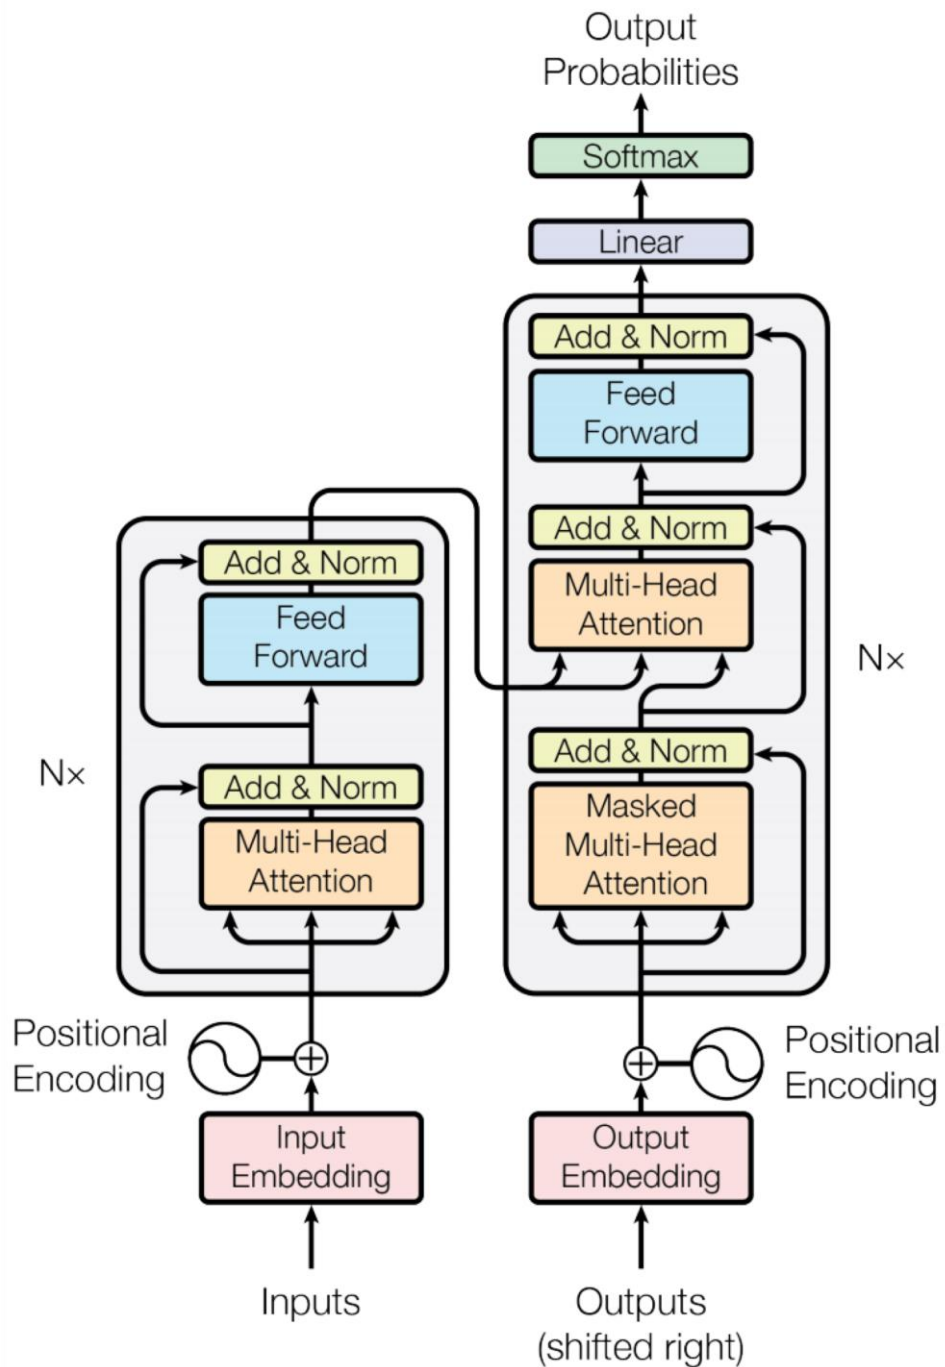 Output
Probabilities
Softmax
Linear
Add & Norm
Feed
Forward
Add & Norm
Multi-Head
Attention
Add & Norm
Masked
Multi-Head
Attention
Nx
Add & Norm
Feed
Forward
Add & Norm
Multi-Head
Attention
Nx
Positional
Encoding
Positional
Encoding
Input
Embedding
Output
Embedding
Inputs
Outputs
(shifted right)